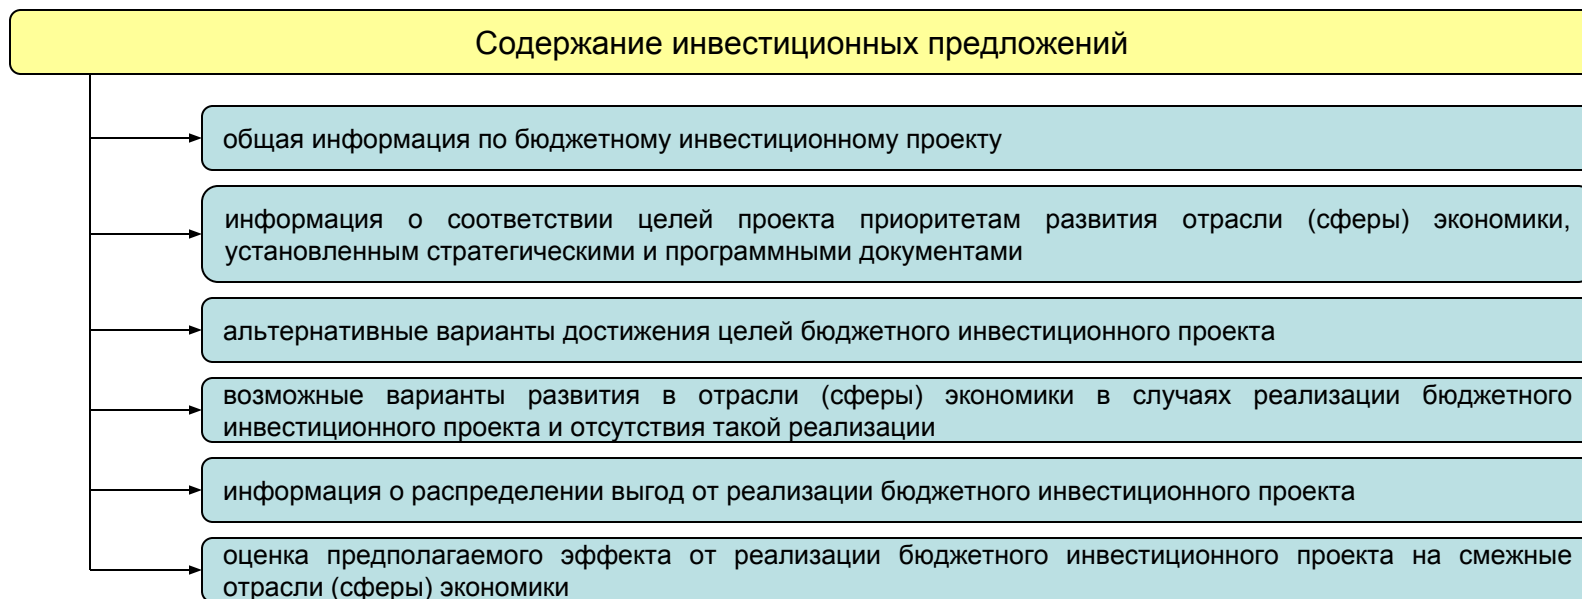 Содержание инвестиционных предложений
общая информация по бюджетному инвестиционному проекту
информация о соответствии целей проекта приоритетам развития отрасли (сферы) экономики,
установленным стратегическими и программными документами
альтернативные варианты достижения целей бюджетного инвестиционного проекта
возможные варианты развития в отрасли (сферы) экономики в случаях реализации бюджетного
инвестиционного проекта и отсутствия такой реализации
информация о распределении выгод от реализации бюджетного инвестиционного проекта
оценка предполагаемого эффекта от реализации бюджетного инвестиционного проекта на смежные
отрасли (сферы) экономики